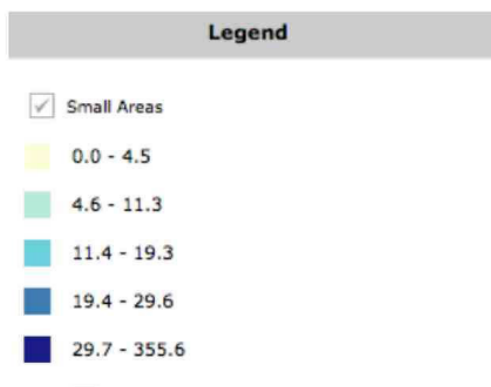 Legend
Small Areas
0.0 - 4.5
4.6 - 11.3
11.4 - 19.3
19.4 - 29.6
29.7 - 355.6